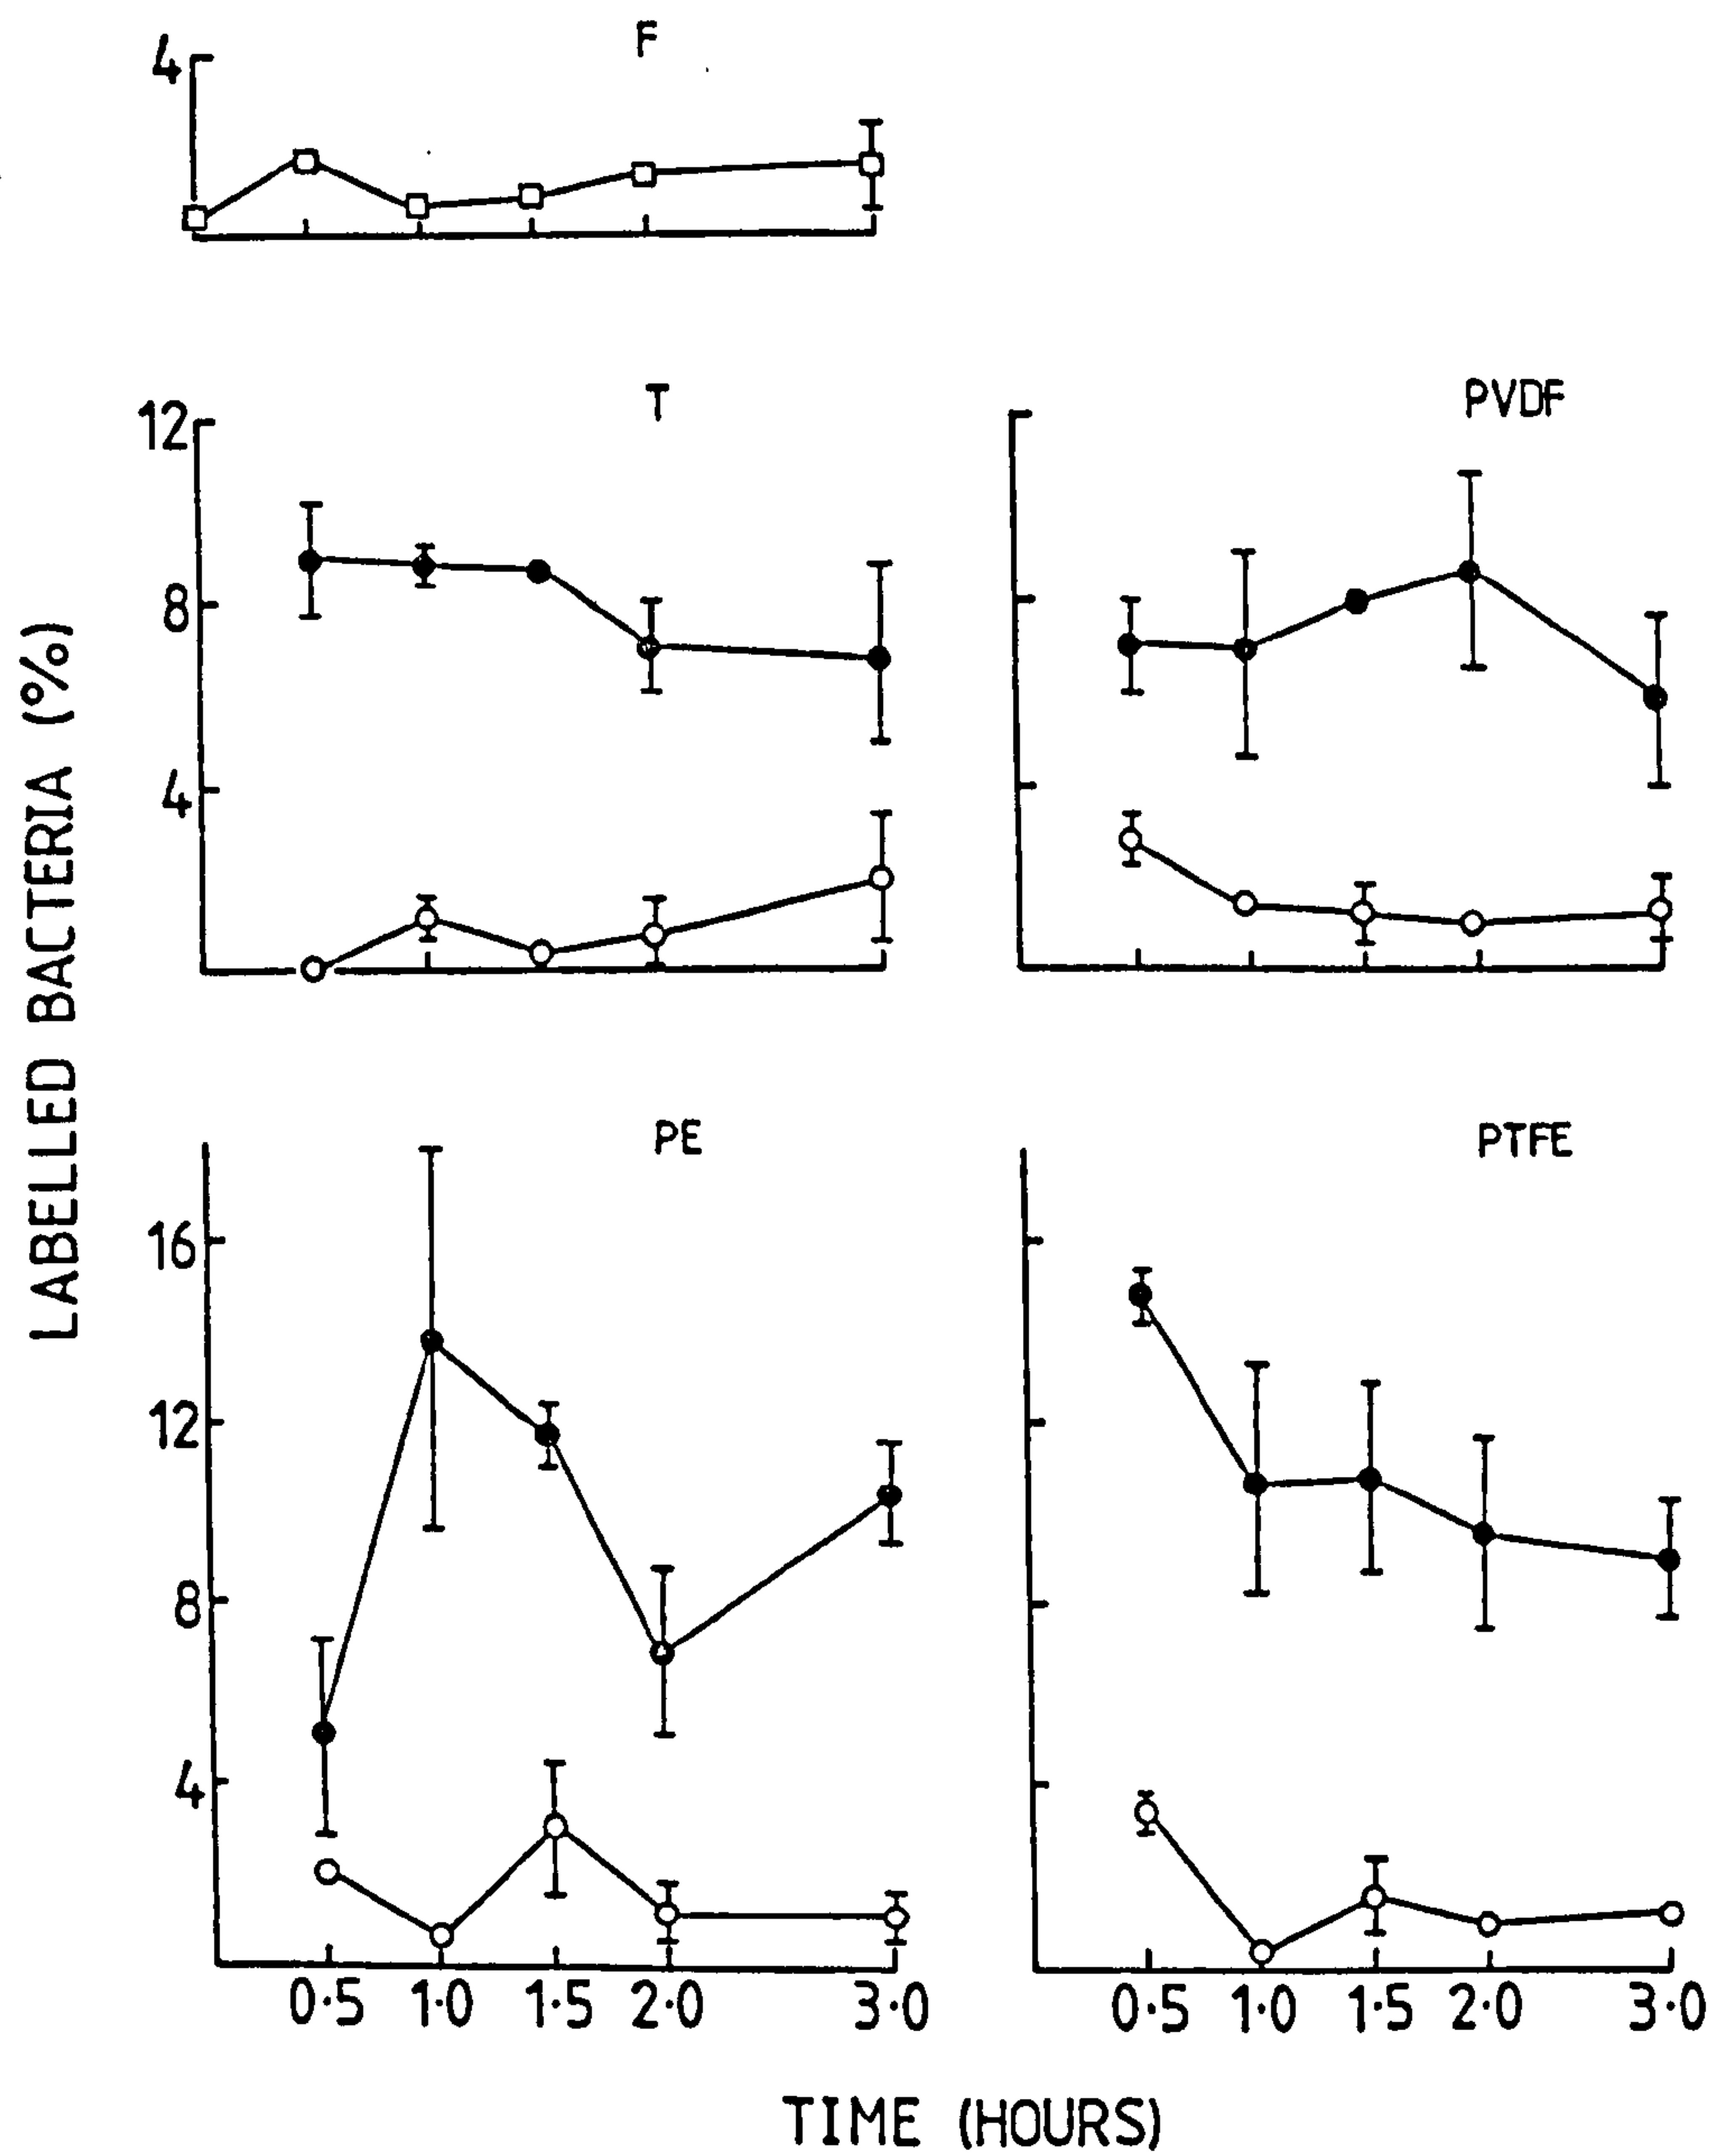 F
4
T
PVDF
12
8
4
LABELLED BACTERIA (%)
PE
PTFE
16
12
8
4
0·5 1·0 1·5 2·0 3·0
0·5 1·0 1·5 2·0 3·0
TIME (HOURS)